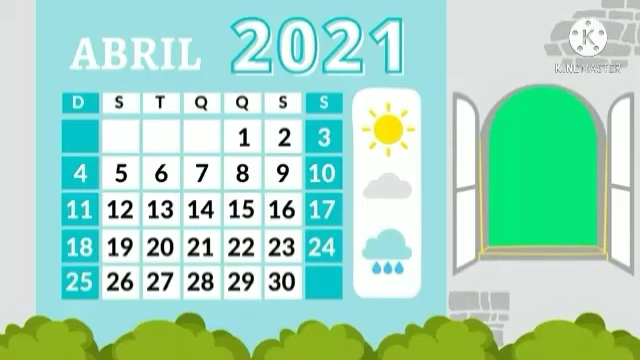 ABRIL 2021
K
KINEMASTER
D S T Q Q S S
1 2 3
4 5 6 7 8 9 10
11 12 13 14 15 16 17
18 19 20 21 22 23 24
25 26 27 28 29 30